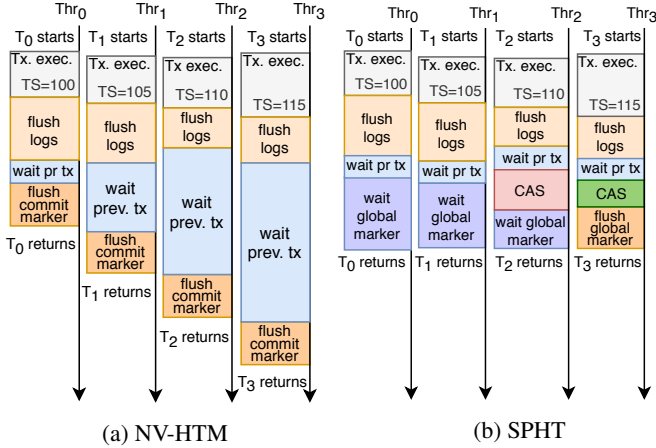 Thr0 Thr1 Thr2 Thr3
T0 starts T1 starts T2 starts T3 starts
Tx. exec. Tx. exec. Tx. exec. Tx. exec.
TS=100 TS=105 TS=110 TS=115
flush logs
flush logs
flush logs
flush logs
wait pr tx
wait prev. tx
wait prev. tx
wait prev. tx
flush commit marker
flush commit marker
flush commit marker
flush commit marker
T0 returns
T1 returns
T2 returns
T3 returns
(a) NV-HTM
Thr0 Thr1 Thr2 Thr3
T0 starts T1 starts T2 starts T3 starts
Tx. exec. Tx. exec. Tx. exec. Tx. exec.
TS=100 TS=105 TS=110 TS=115
flush logs
flush logs
flush logs
flush logs
wait pr tx
wait pr tx
wait pr tx
wait pr tx
CAS
CAS
wait global marker
wait global marker
wait global marker
flush global marker
T0 returns T1 returns T2 returns T3 returns
(b) SPHT